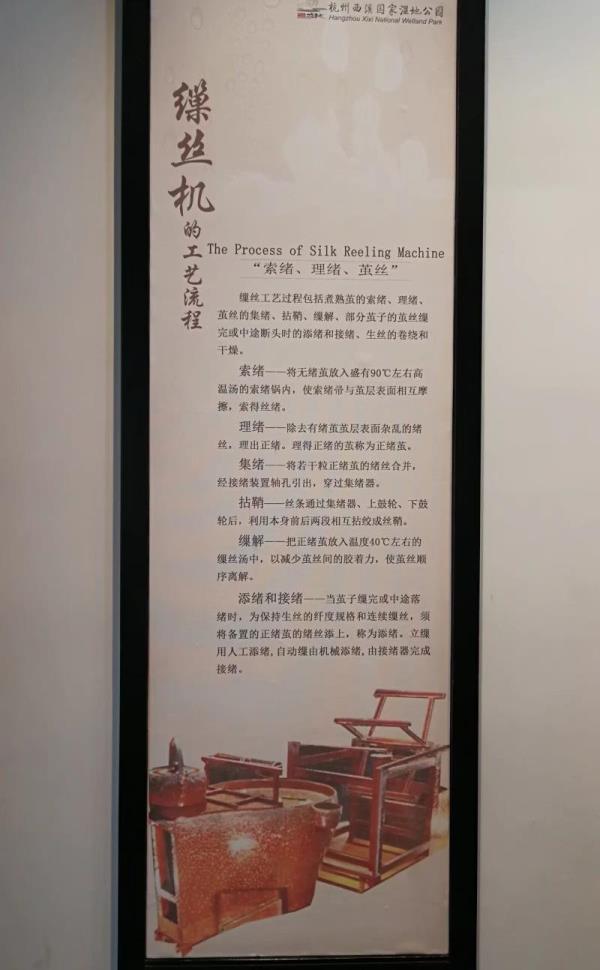 杭州西溪国家湿地公园
Hangzhou Xixi National Wetland Park
缫丝机的工艺流程
The Process of Silk Reeling Machine
“索绪、理绪、茧丝”
缫丝工艺过程包括煮熟茧的索绪、理绪、
茧丝的集绪、拈鞘、缫解、部分茧子的茧丝缫
完或中途断头时的添绪和接绪、生丝的卷绕和
干燥。
索绪——将无绪茧放入盛有90℃左右高
温汤的索绪锅内，使索绪帚与茧层表面相互摩
擦，索得丝绪。
理绪——除去有绪茧茧层表面杂乱的绪
丝，理出正绪。理得正绪的茧称为正绪茧。
集绪——将若干粒正绪茧的绪丝合并，
经接绪装置轴孔引出，穿过集绪器。
拈鞘——丝条通过集绪器、上鼓轮、下鼓
轮后，利用本身前后两段相互拈绞成丝鞘。
缫解——把正绪茧放入温度40℃左右的
缫丝汤中，以减少茧丝间的胶着力，使茧丝顺
序离解。
添绪和接绪——当茧子缫完或中途落
绪时，为保持生丝的纤度规格和连续缫丝，须
将备置的正绪茧的绪丝添上，称为添绪。立缫
用人工添绪,自动缫由机械添绪,由接绪器完成
接绪。